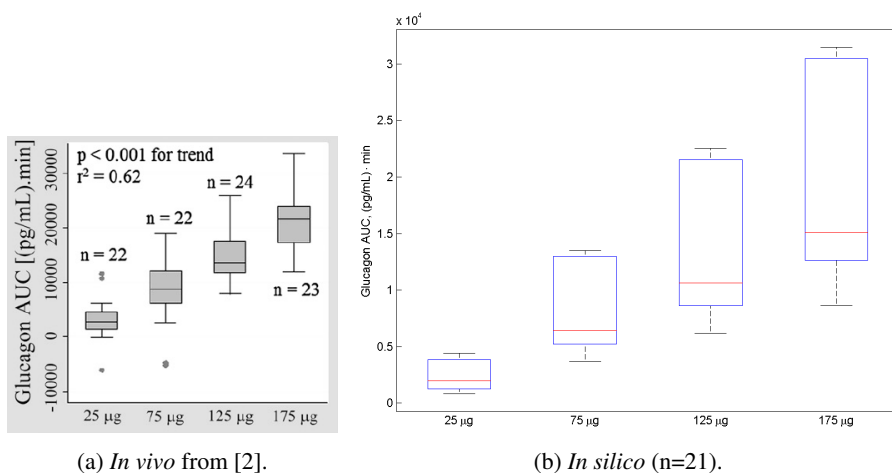 Glucagon AUC [(pg/mL).min]
30000
20000
10000
0
-10000
p < 0.001 for trend
r² = 0.62
n = 22
n = 22
n = 24
n = 23
25 µg
75 µg
125 µg
175 µg
(a) In vivo from [2].
x 10⁴
Glucagon AUC, (pg/mL)· min
3
2.5
2
1.5
1
0.5
0
25 µg
75 µg
125 µg
175 µg
(b) In silico (n=21).